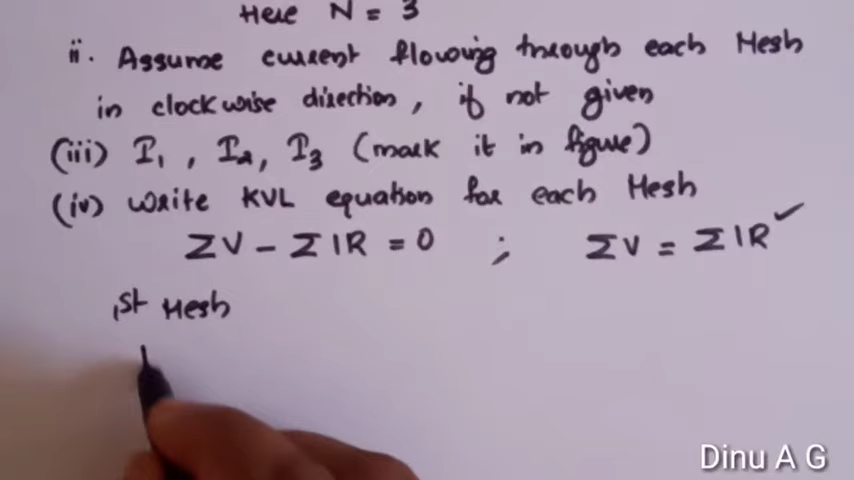 Here N = 3
ii. Assume current flowing through each Mesh
in clockwise direction, if not given
(iii) I₁, I₂, I₃ (mark it in figure)
(iv) write KVL equation for each Mesh
ΣV - ΣIR = 0 ; ΣV = ΣIR ✓
1st Mesh
Dinu A G